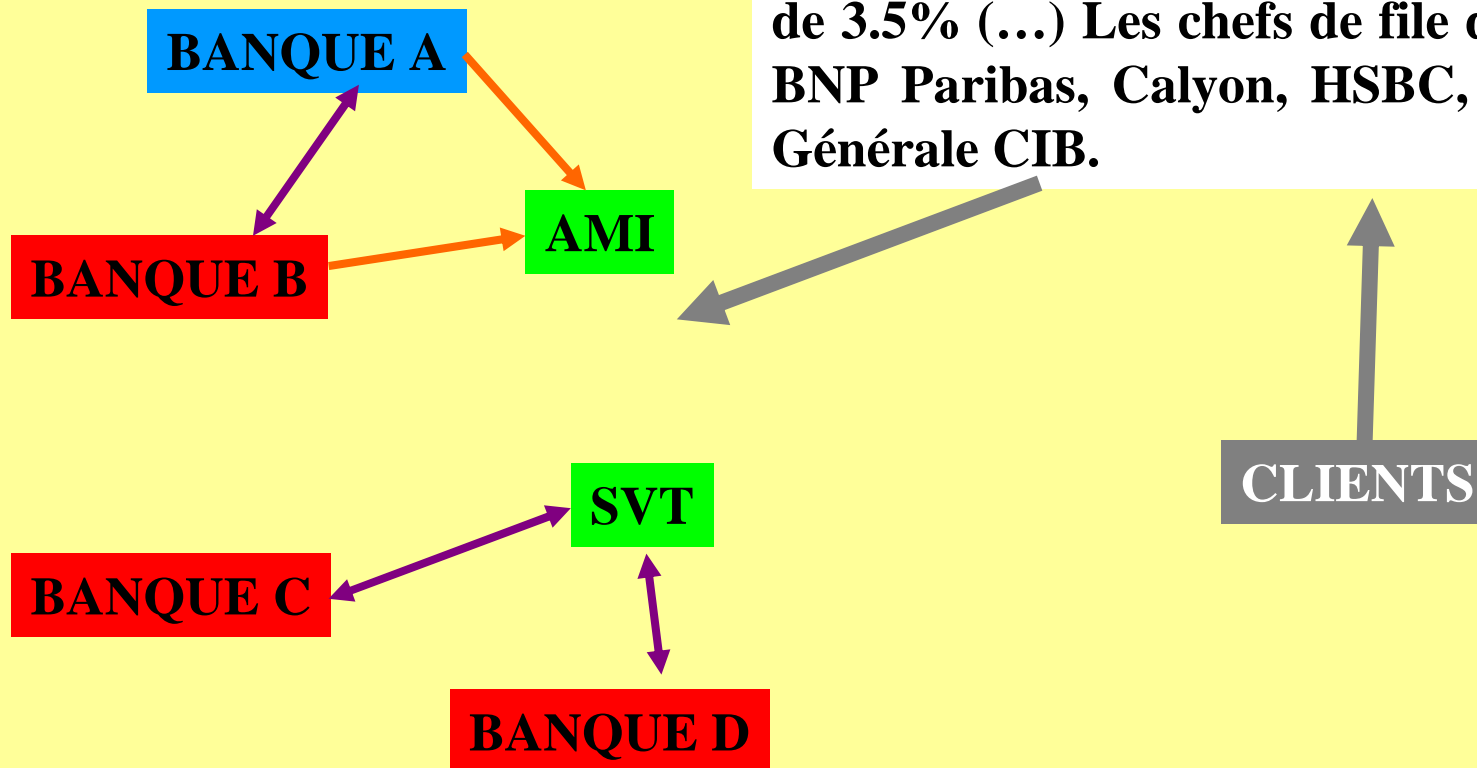 de 3.5% (…) Les chefs de file
BNP Paribas, Calyon, HSBC,
Générale CIB.
BANQUE A
AMI
BANQUE B
CLIENTS
SVT
BANQUE C
BANQUE D